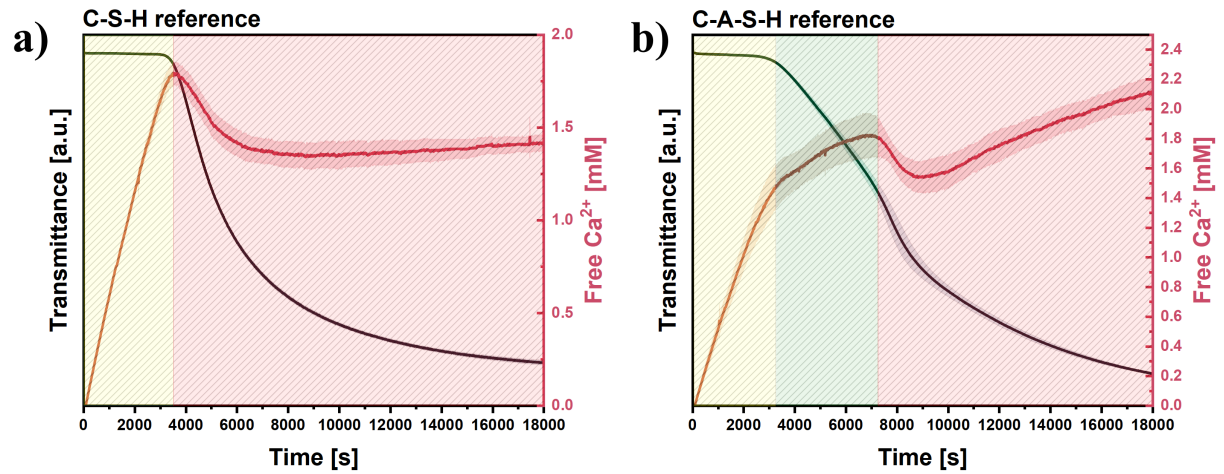 a)
C-S-H reference
Transmittance [a.u.]
2.0
1.5
1.0
0.5
0.0
Free Ca²⁺ [mM]
0 2000 4000 6000 8000 10000 12000 14000 16000 18000
Time [s]
b)
C-A-S-H reference
Transmittance [a.u.]
2.4
2.2
2.0
1.8
1.6
1.4
1.2
1.0
0.8
0.6
0.4
0.2
0.0
Free Ca²⁺ [mM]
0 2000 4000 6000 8000 10000 12000 14000 16000 18000
Time [s]